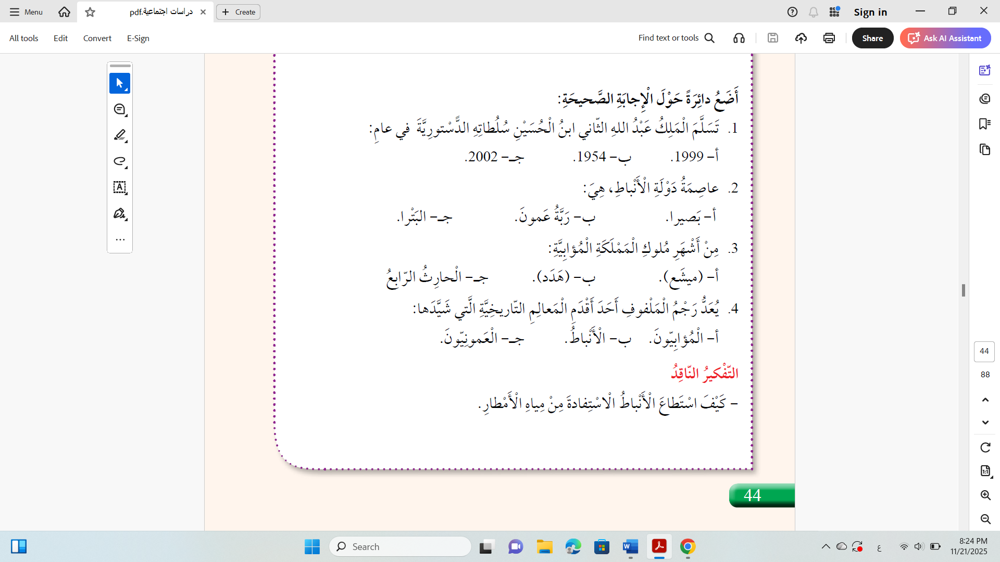 Menu
دراسات اجتماعية.pdf
Create
Sign in
All tools
Edit
Convert
E-Sign
Find text or tools
Share
Ask AI Assistant
أَضَعُ دائِرَةً حَوْلَ الْإِجابَةِ الصَّحيحَةِ:
1. تَسَلَّمَ الْمَلِكُ عَبْدُ اللهِ الثّاني ابنُ الْحُسَيْنِ سُلُطاتِهِ الدًّسْتورِيَّةَ في عامِ:
أ– 1999. ب– 1954. جـ– 2002.
2. عاصِمَةُ دَوْلَةِ الْأَنْباطِ، هِيَ:
أ– بَصيرا. ب– رَبَّةُ عَمونَ. جـ– البَتْرا.
3. مِنْ أَشْهَرِ مُلوكِ الْمَمْلَكَةِ الْمُؤابِيَّةِ:
أ– (ميشَع). ب– (هَدَد). جـ– الْحارِثُ الرّابِعُ
4. يُعَدُّ رَجْمُ الْمَلْفوفِ أَحَدَ أَقْدَمِ الْمَعالِمِ التّاريخِيَّةِ الَّتي شَيَّدَها:
أ– الْمُؤابِيّونَ. ب– الْأَنْباطُ. جـ– الْعَمونِيّونَ.
التّفْكيرُ النّاقِدُ
– كَيْفَ اسْتَطاعَ الْأَنْباطُ الْاسْتِفادةَ مِنْ مِياهِ الْأَمْطارِ.
44
44
88
Search
ع
8:24 PM
11/21/2025